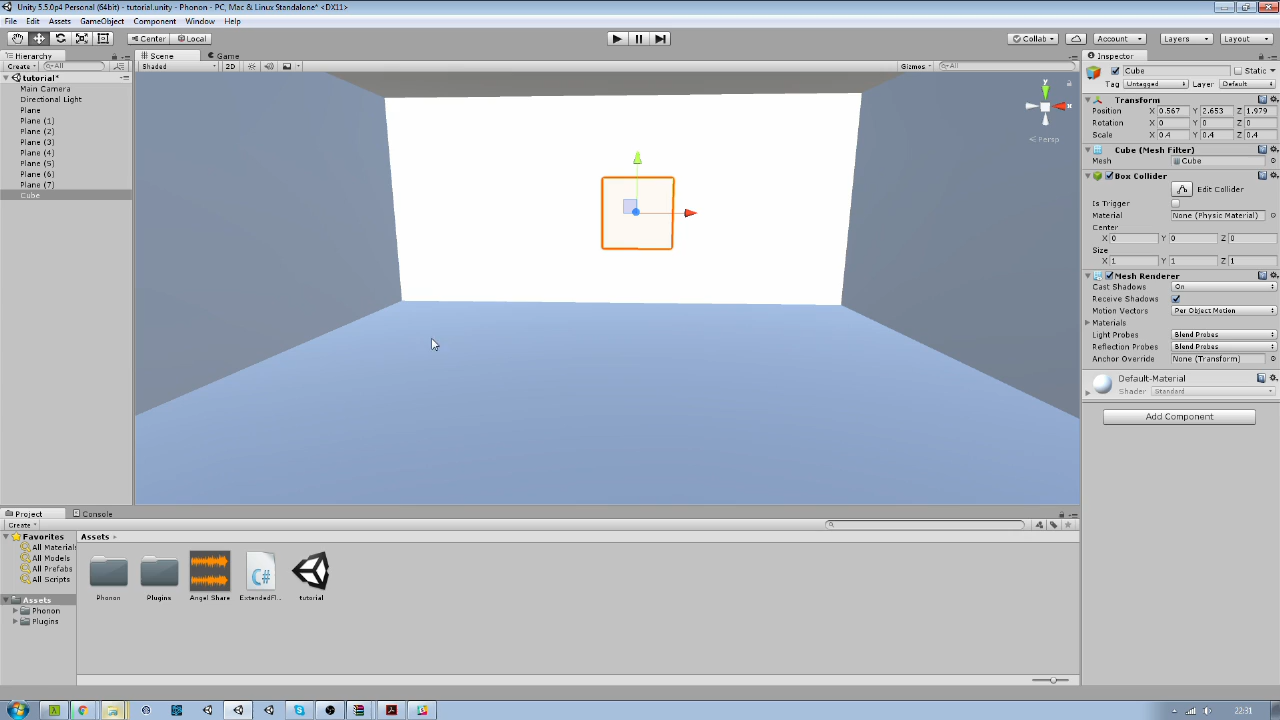 Unity 5.5.0p4 Personal (64bit) - tutorial.unity - Phonon - PC, Mac & Linux Standalone* <DX11>
File Edit Assets GameObject Component Window Help
Center Local Collab Account Layers Layout
Hierarchy
Create All
tutorial*
Main Camera
Directional Light
Plane
Plane (1)
Plane (2)
Plane (3)
Plane (4)
Plane (5)
Plane (6)
Plane (7)
Cube
Scene Game
Shaded 2D Gizmos All
y
x
Persp
Inspector
Cube Static
Tag Untagged Layer Default
Transform
Position X 0.567 Y 2.653 Z 1.979
Rotation X 0 Y 0 Z 0
Scale X 0.4 Y 0.4 Z 0.4
Cube (Mesh Filter)
Mesh Cube
Box Collider
Edit Collider
Is Trigger
Material None (Physic Material)
Center
X 0 Y 0 Z 0
Size
X 1 Y 1 Z 1
Mesh Renderer
Cast Shadows On
Receive Shadows
Motion Vectors Per Object Motion
Materials
Light Probes Blend Probes
Reflection Probes Blend Probes
Anchor Override None (Transform)
Default-Material
Shader Standard
Add Component
Project Console
Create
Favorites
All Materials
All Models
All Prefabs
All Scripts
Assets
Phonon
Plugins
Assets
Phonon Plugins Angel Share ExtendedFl... tutorial
C#
22:31